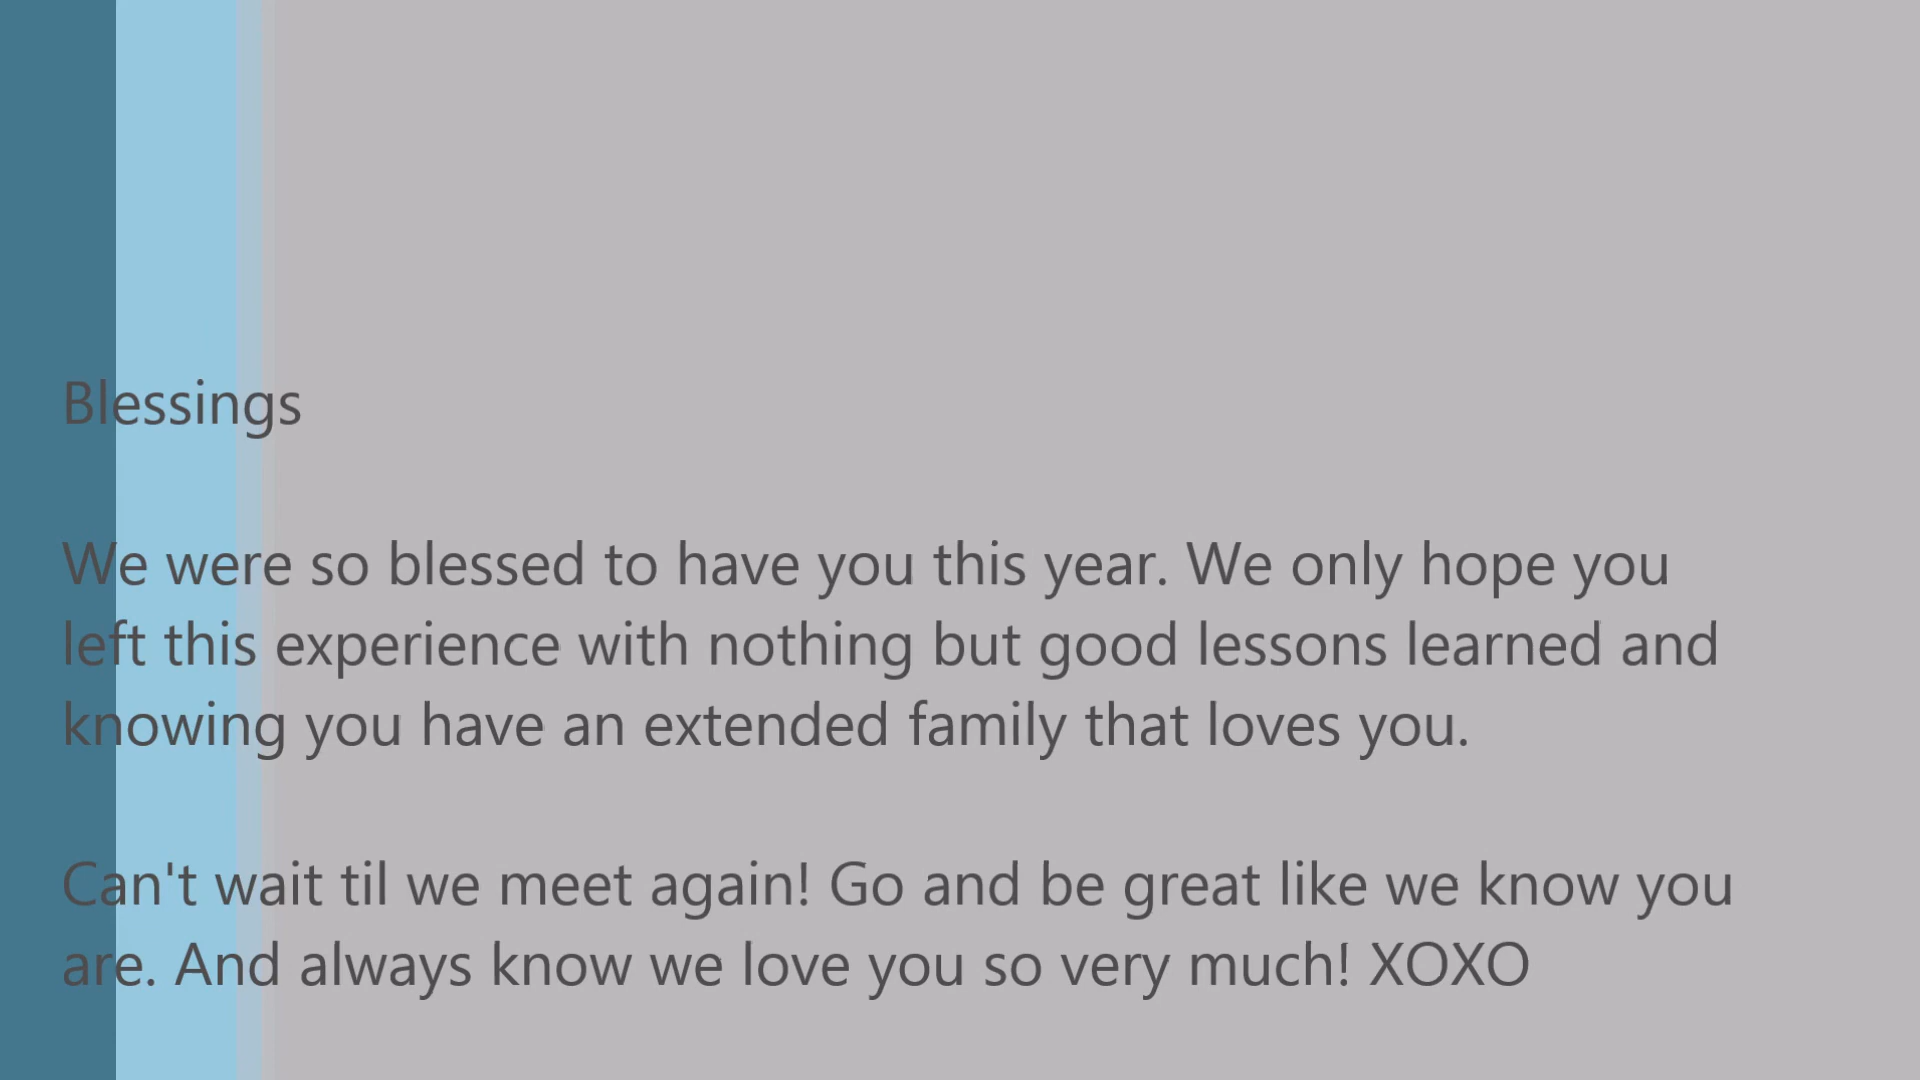 Blessings
We were so blessed to have you this year. We only hope you
left this experience with nothing but good lessons learned and
knowing you have an extended family that loves you.
Can't wait til we meet again! Go and be great like we know you
are. And always know we love you so very much! XOXO